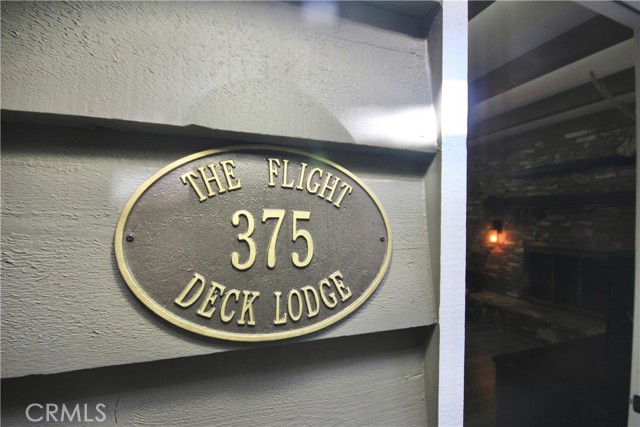 THE FLIGHT
375
DECK LODGE
CRMLS